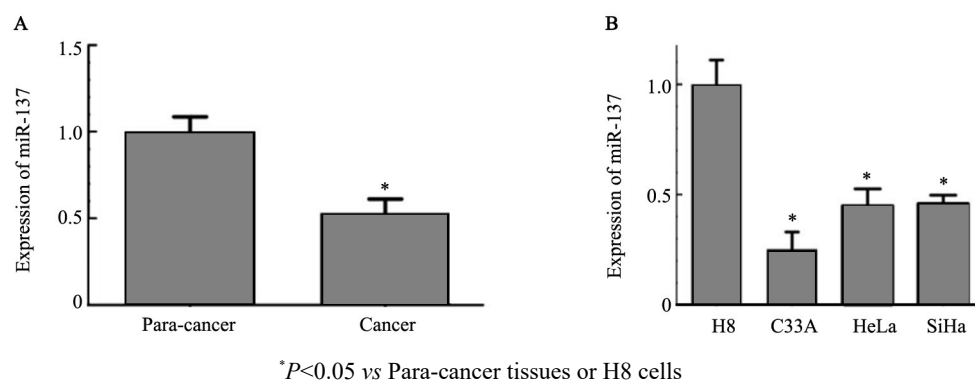 A
Expression of miR-137
1.5
1.0
0.5
0
*
Para-cancer
Cancer
B
Expression of miR-137
1.0
0.5
0
*
*
*
H8
C33A
HeLa
SiHa
*P<0.05 vs Para-cancer tissues or H8 cells